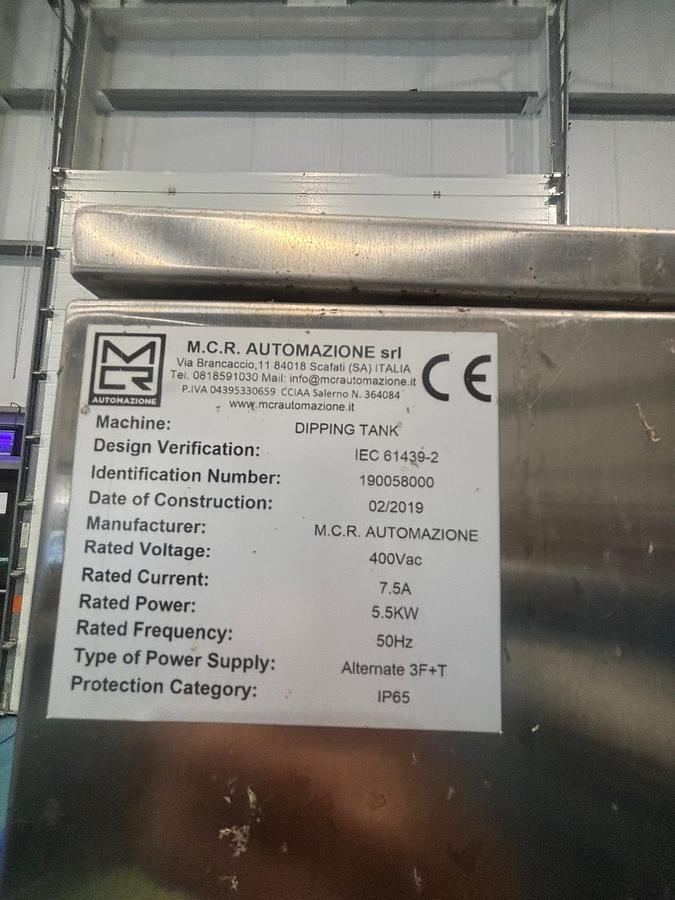 MCR
AUTOMAZIONE
M.C.R. AUTOMAZIONE srl
Via Brancaccio,11 84018 Scafati (SA) ITALIA
Tel. 0818591030 Mail: info@mcrautomazione.it
P.IVA 04395330659 CCIAA Salerno N. 364084
www.mcrautomazione.it
CE
Machine: DIPPING TANK
Design Verification: IEC 61439-2
Identification Number: 190058000
Date of Construction: 02/2019
Manufacturer: M.C.R. AUTOMAZIONE
Rated Voltage: 400Vac
Rated Current: 7.5A
Rated Power: 5.5KW
Rated Frequency: 50Hz
Type of Power Supply: Alternate 3F+T
Protection Category: IP65